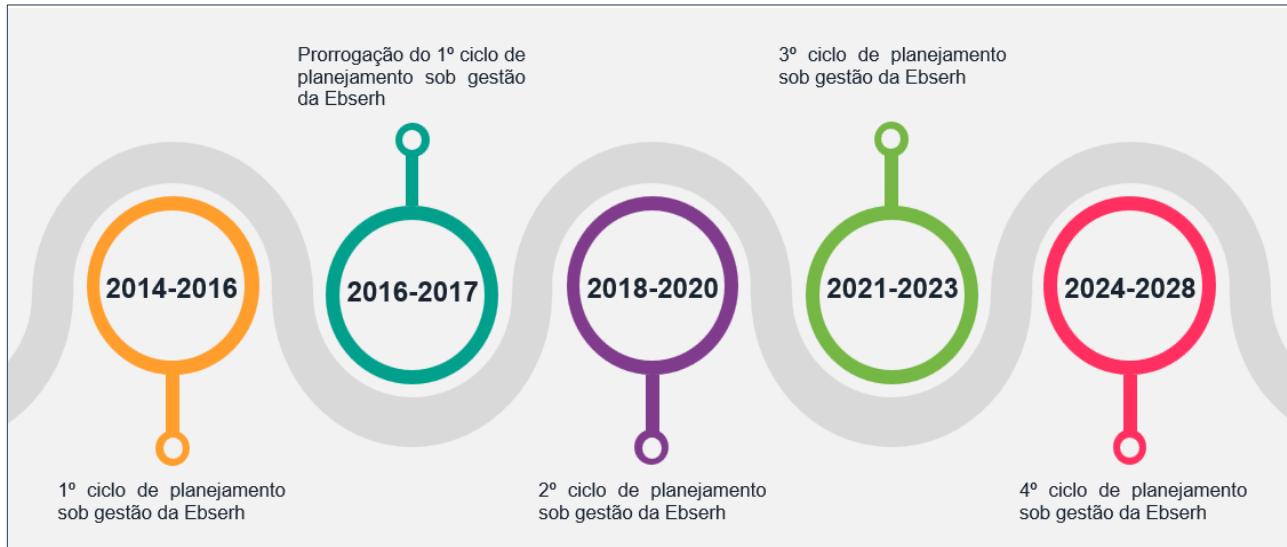 Prorrogação do 1º ciclo de
planejamento sob gestão
da Ebserh
3º ciclo de planejamento
sob gestão da Ebserh
2014-2016
2016-2017
2018-2020
2021-2023
2024-2028
1º ciclo de planejamento
sob gestão da Ebserh
2º ciclo de planejamento
sob gestão da Ebserh
4º ciclo de planejamento
sob gestão da Ebserh